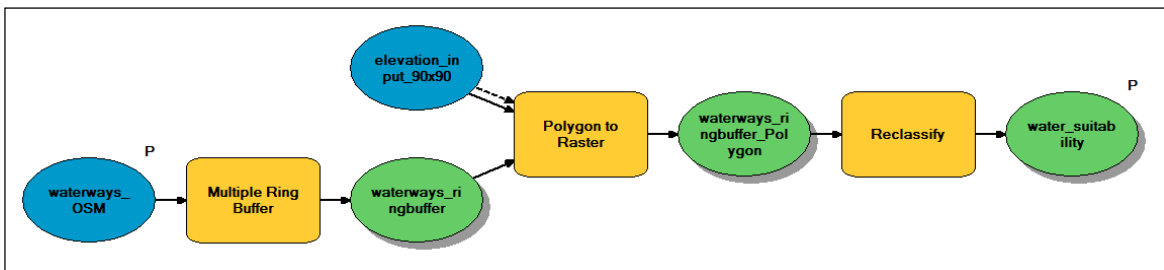 elevation_in
put_90x90
P
Polygon to
Raster
waterways_ri
ngbuffer_Pol
ygon
Reclassify
water_suitab
ility
P
waterways_
OSM
Multiple Ring
Buffer
waterways_ri
ngbuffer